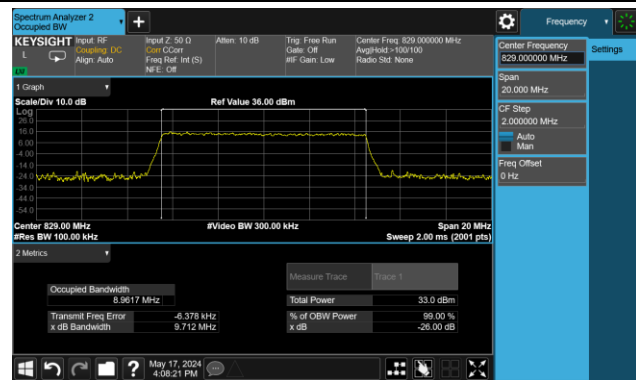 Spectrum Analyzer 2
Occupied BW
+
Frequency
KEYSIGHT
L
LW
Input: RF
Coupling: DC
Align: Auto
Input Z: 50 Ω
Corr CCorr
Freq Ref: Int (S)
NFE: Off
Atten: 10 dB
Trig: Free Run
Gate: Off
#IF Gain: Low
Center Freq: 829.000000 MHz
Avg|Hold:>100/100
Radio Std: None
Center Frequency
829.000000 MHz
Settings
Span
20.000 MHz
CF Step
2.000000 MHz
Auto
Man
Freq Offset
0 Hz
1 Graph
Scale/Div 10.0 dB
Ref Value 36.00 dBm
Log
26.0
16.0
6.00
-4.00
-14.0
-24.0
-34.0
-44.0
-54.0
Center 829.00 MHz
#Video BW 300.00 kHz
Span 20 MHz
#Res BW 100.00 kHz
Sweep 2.00 ms (2001 pts)
2 Metrics
Measure Trace
Trace 1
Occupied Bandwidth
8.9617 MHz
Total Power
33.0 dBm
Transmit Freq Error
-6.378 kHz
% of OBW Power
99.00 %
x dB Bandwidth
9.712 MHz
x dB
-26.00 dB
?
May 17, 2024
4:08:21 PM